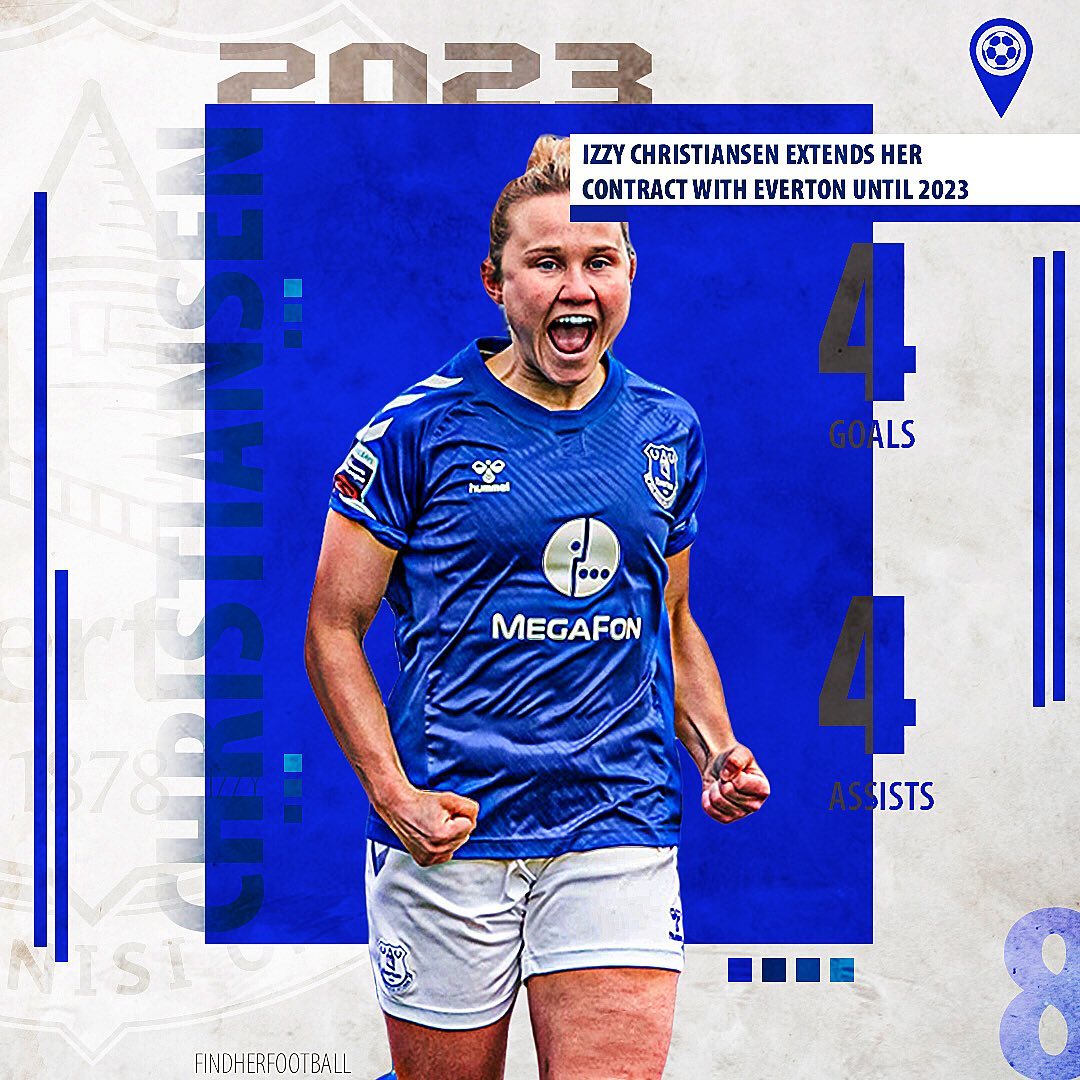 2023
IZZY CHRISTIANSEN EXTENDS HER
CONTRACT WITH EVERTON UNTIL 2023
CHRISTIANSEN
4
GOALS
hummel
MEGAFON
4
ASSISTS
1878
NISI
8
FINDHERFOOTBALL